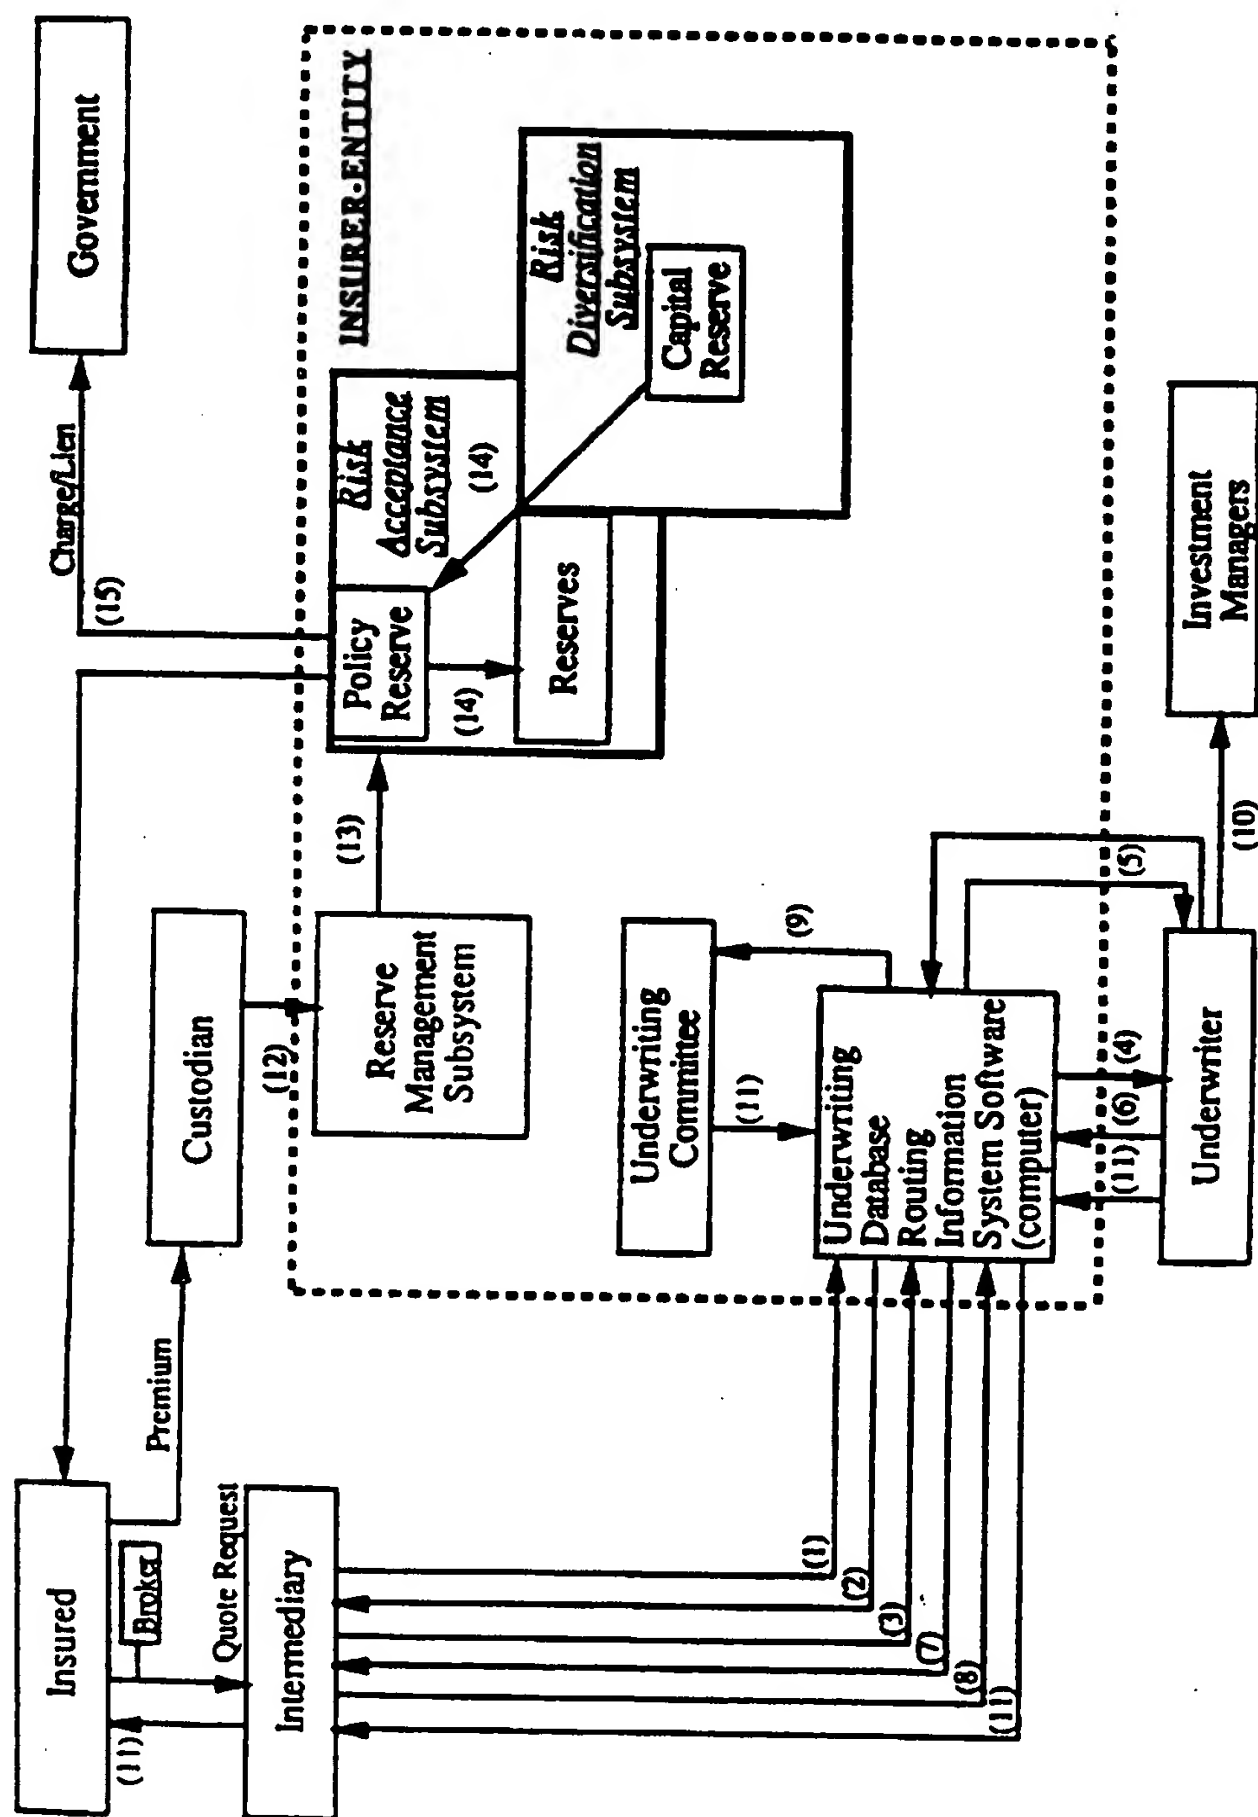 Insured
Broker
(11)
Quote Request
Intermediary
Premium
Custodian
(12)
Charge/Lien
(15)
Government
INSURER-ENTITY
Reserve
Management
Subsystem
(13)
Policy
Reserve
Risk
Acceptance
Subsystem
(14)
(14)
Reserves
Risk
Diversification
Subsystem
Capital
Reserve
Underwriting
Committee
(11)
(9)
Underwriting
Database
Routing
Information
System Software
(computer)
(1)
(2)
(3)
(7)
(8)
(11)
(11)
(6)
(4)
(5)
Underwriter
(10)
Investment
Managers